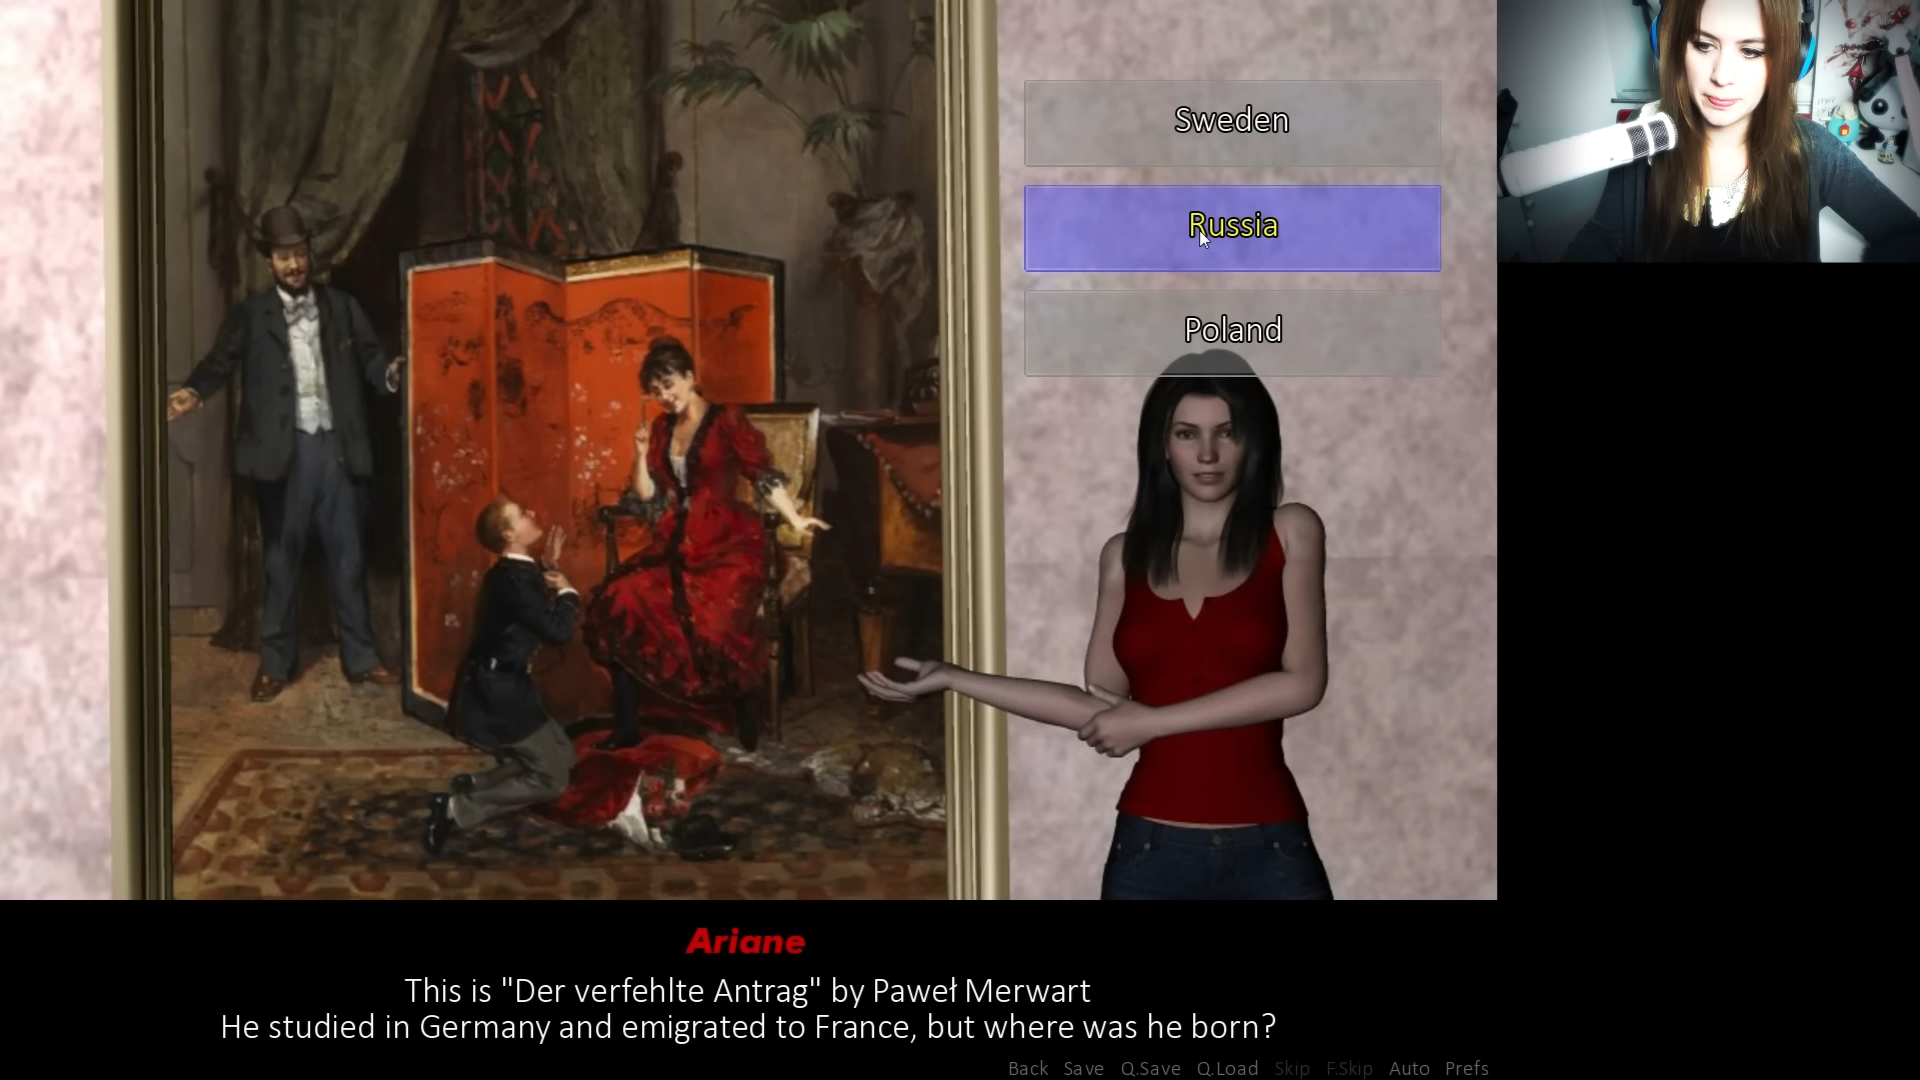 Sweden
Russia
Poland
Ariane
This is "Der verfehlte Antrag" by Paweł Merwart
He studied in Germany and emigrated to France, but where was he born?
Back Save Q.Save Q.Load Skip F.Skip Auto Prefs